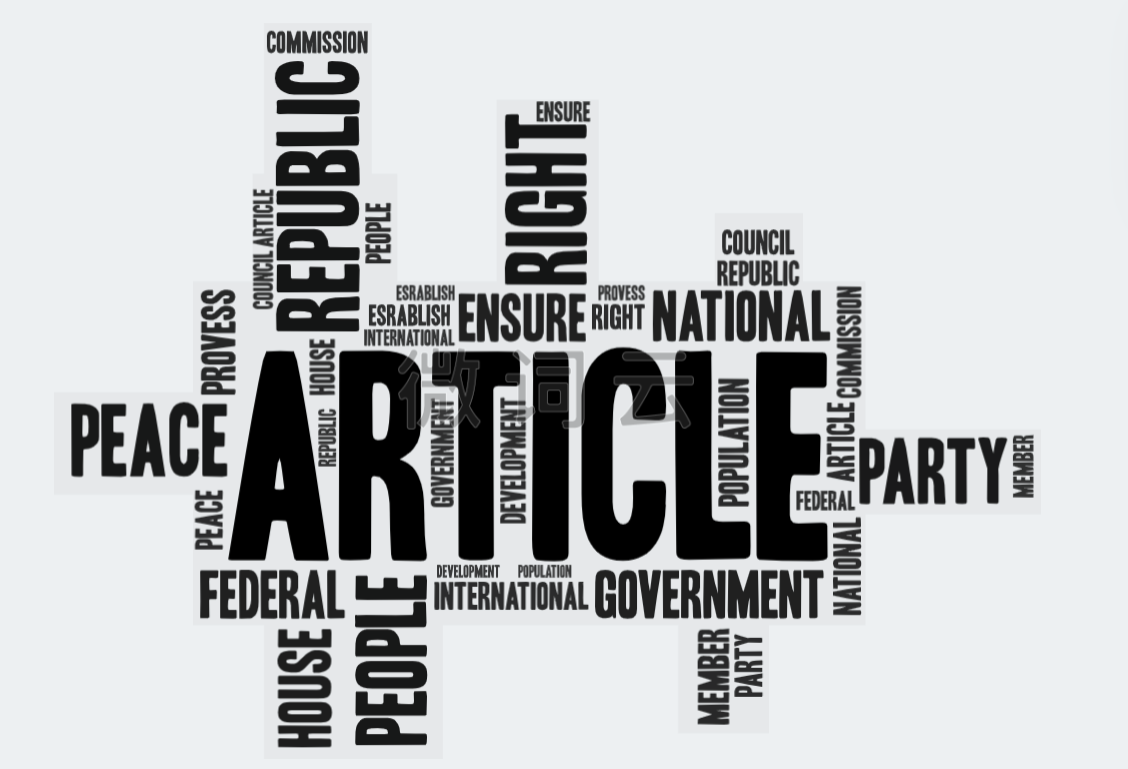 COMMISSION
REPUBLIC
ENSURE
RIGHT
COUNCIL
ARTICLE
PEOPLE
COUNCIL
REPUBLIC
ESTABLISH
ESRABLISH
INTERNATIONAL
ENSURE
PROVESS
RIGHT
NATIONAL
COMMISSION
PROVESS
HOUSE
ARTICLE
微词云
PEACE
REPUBLIC
GOVERNMENT
DEVELOPMENT
POPULATION
ARTICLE
PARTY
MEMBER
PEACE
FEDERAL
NATIONAL
FEDERAL
PEOPLE
DEVELOPMENT
POPULATION
INTERNATIONAL
GOVERNMENT
HOUSE
MEMBER
PARTY